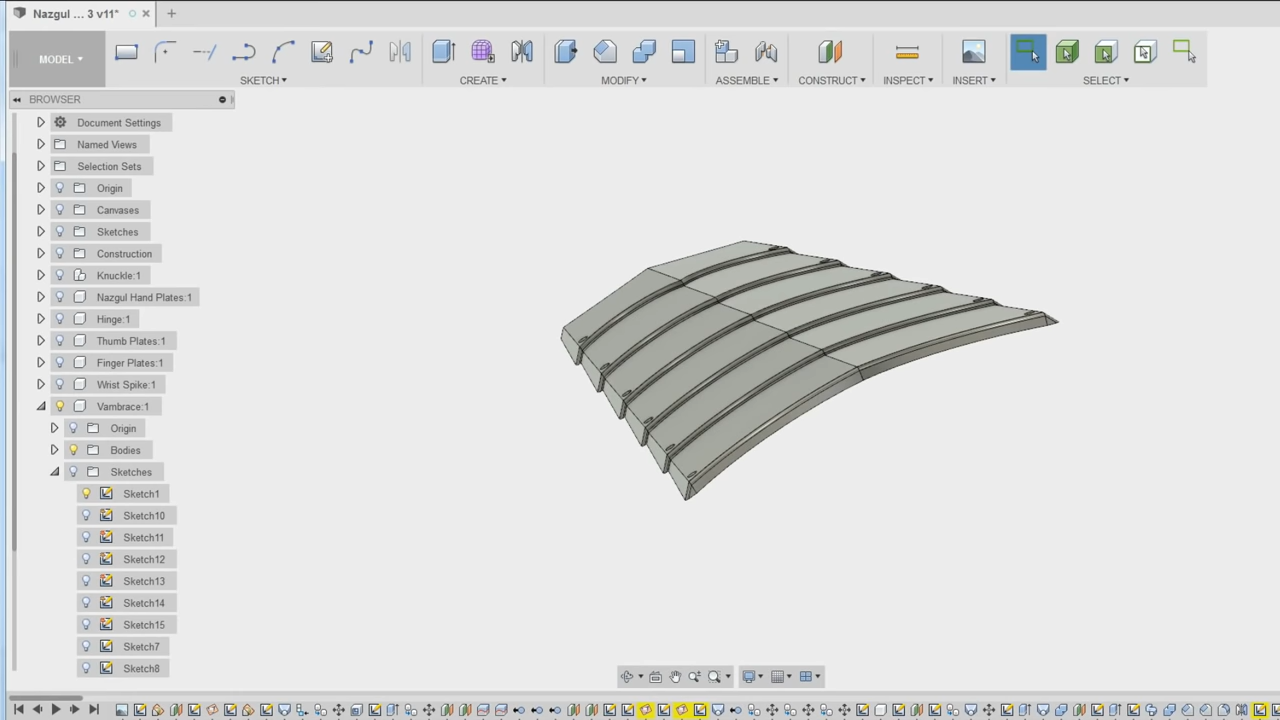 Nazgul ... 3 v11*
MODEL
SKETCH
CREATE
MODIFY
ASSEMBLE
CONSTRUCT
INSPECT
INSERT
SELECT
BROWSER
Document Settings
Named Views
Selection Sets
Origin
Canvases
Sketches
Construction
Knuckle:1
Nazgul Hand Plates:1
Hinge:1
Thumb Plates:1
Finger Plates:1
Wrist Spike:1
Vambrace:1
Origin
Bodies
Sketches
Sketch1
Sketch10
Sketch11
Sketch12
Sketch13
Sketch14
Sketch15
Sketch7
Sketch8